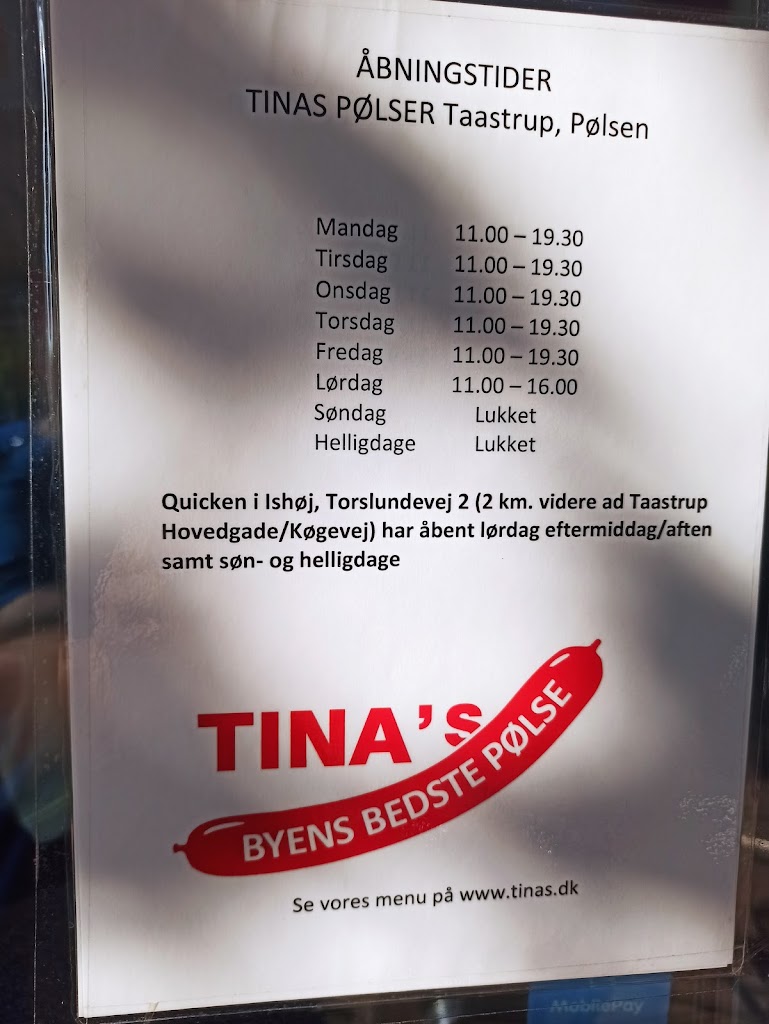 ÅBNINGSTIDER
TINAS PØLSER Taastrup, Pølsen
Mandag 11.00 – 19.30
Tirsdag 11.00 – 19.30
Onsdag 11.00 – 19.30
Torsdag 11.00 – 19.30
Fredag 11.00 – 19.30
Lørdag 11.00 – 16.00
Søndag Lukket
Helligdage Lukket
Quicken i Ishøj, Torslundevej 2 (2 km. videre ad Taastrup
Hovedgade/Køgevej) har åbent lørdag eftermiddag/aften
samt søn- og helligdage
TINA'S
BYENS BEDSTE PØLSE
Se vores menu på www.tinas.dk
MobilePay